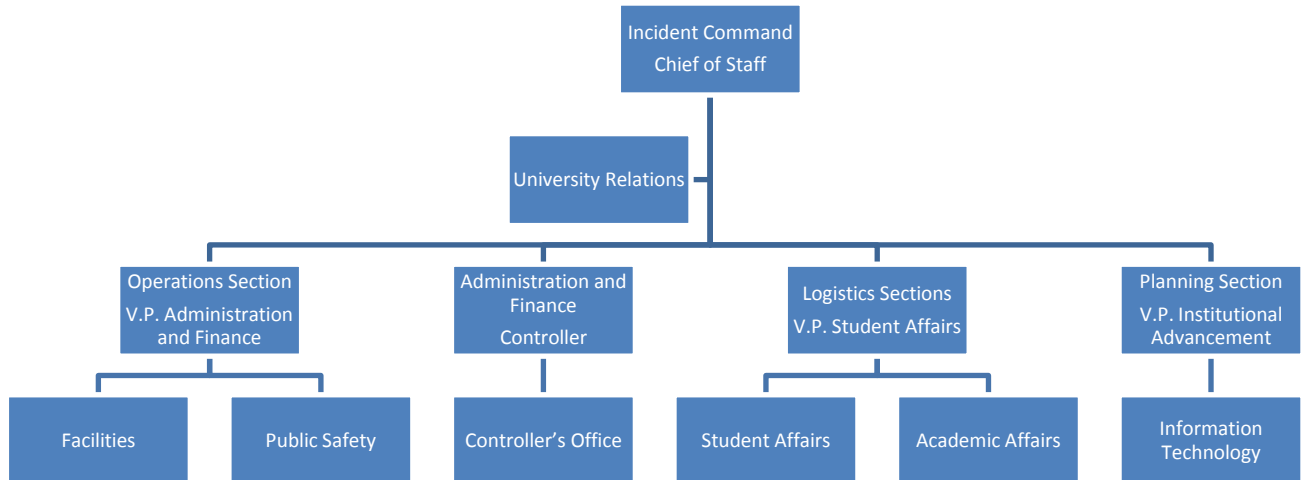 Incident Command
Chief of Staff
University Relations
Operations Section
V.P. Administration
and Finance
Administration and
Finance
Controller
Logistics Sections
V.P. Student Affairs
Planning Section
V.P. Institutional
Advancement
Facilities
Public Safety
Controller’s Office
Student Affairs
Academic Affairs
Information
Technology